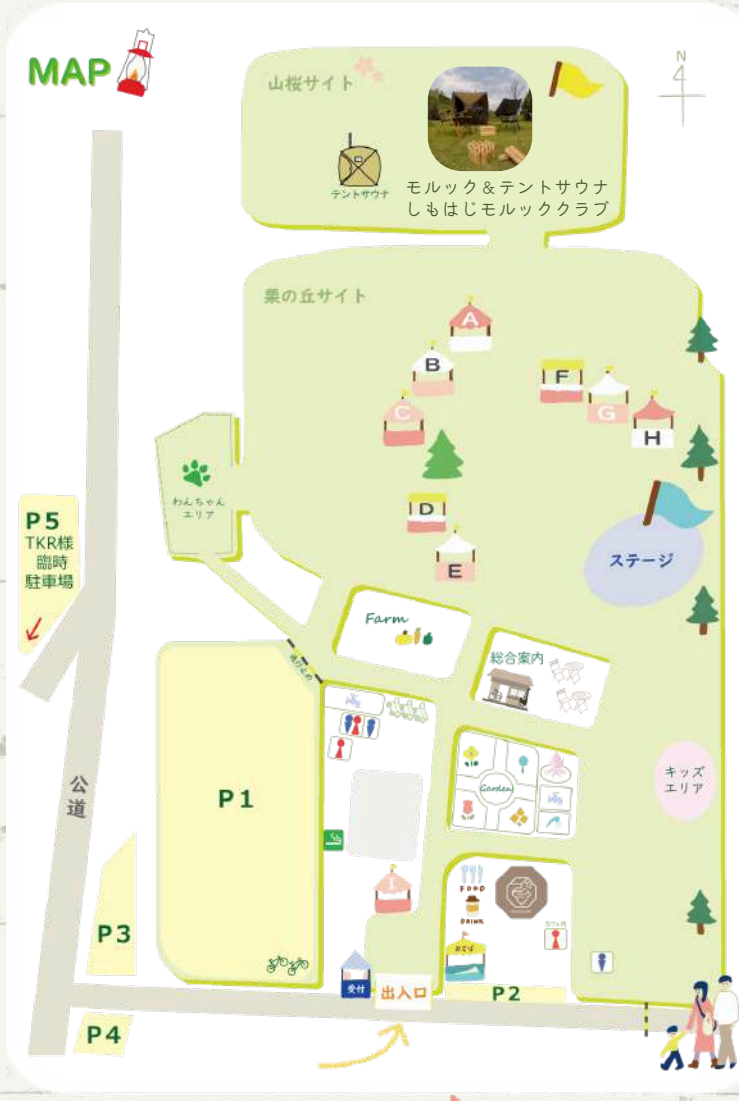 MAP
N
山桜サイト
テントサウナ
モルック&テントサウナ
しもはじモルッククラブ
栗の丘サイト
A
B
C
D
E
F
G
H
わんちゃん
エリア
P5
TKR様
臨時
駐車場
ステージ
Farm
総合案内
通行止め
Garden
キッズ
エリア
公道
P1
I
FOOD
DRINK
P3
受付
出入口
P2
P4